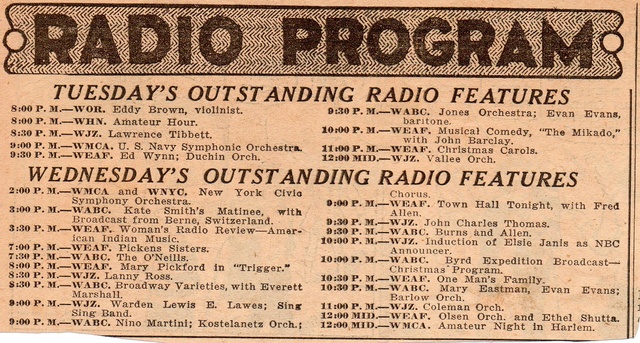 RADIO PROGRAM
TUESDAY'S OUTSTANDING RADIO FEATURES
8:00 P. M.—WOR. Eddy Brown, violinist.
8:00 P. M.—WHN. Amateur Hour.
8:30 P. M.—WJZ. Lawrence Tibbett.
9:00 P. M.—WMCA. U. S. Navy Symphonic Orchestra.
9:30 P. M.—WEAF. Ed Wynn; Duchin Orch.
9:30 P. M.—WABC. Jones Orchestra; Evan Evans,
baritone.
10:00 P. M.—WEAF. Musical Comedy, "The Mikado,"
with John Barclay.
11:00 P. M.—WEAF. Christmas Carols.
12:00 MID.—WJZ. Vallee Orch.
WEDNESDAY'S OUTSTANDING RADIO FEATURES
2:00 P. M.—WMCA and WNYC. New York Civic
Symphony Orchestra.
3:00 P. M.—WABC. Kate Smith's Matinee, with
Broadcast from Berne, Switzerland.
3:30 P. M.—WEAF. Woman's Radio Review—Amer-
ican Indian Music.
7:00 P. M.—WEAF. Pickens Sisters.
7:30 P. M.—WABC. The O'Neills.
8:00 P. M.—WEAF. Mary Pickford in "Trigger."
8:30 P. M.—WJZ. Lanny Ross.
8:30 P. M.—WABC. Broadway Varieties, with Everett
Marshall.
9:00 P. M.—WJZ. Warden Lewis E. Lawes; Sing
Sing Band.
9:00 P. M.—WABC. Nino Martini; Kostelanetz Orch.;
Chorus.
9:00 P. M.—WEAF. Town Hall Tonight, with Fred
Allen.
9:30 P. M.—WJZ. John Charles Thomas.
9:30 P. M.—WABC. Burns and Allen.
10:00 P. M.—WJZ. Induction of Elsie Janis as NBC
Announcer.
10:00 P. M.—WABC. Byrd Expedition Broadcast—
Christmas Program.
10:30 P. M.—WEAF. One Man's Family.
10:30 P. M.—WABC. Mary Eastman, Evan Evans;
Barlow Orch.
11:00 P. M.—WJZ. Coleman Orch.
12:00 MID.—WEAF. Olsen Orch. and Ethel Shutta.
12:00 MID.—WMCA. Amateur Night in Harlem.